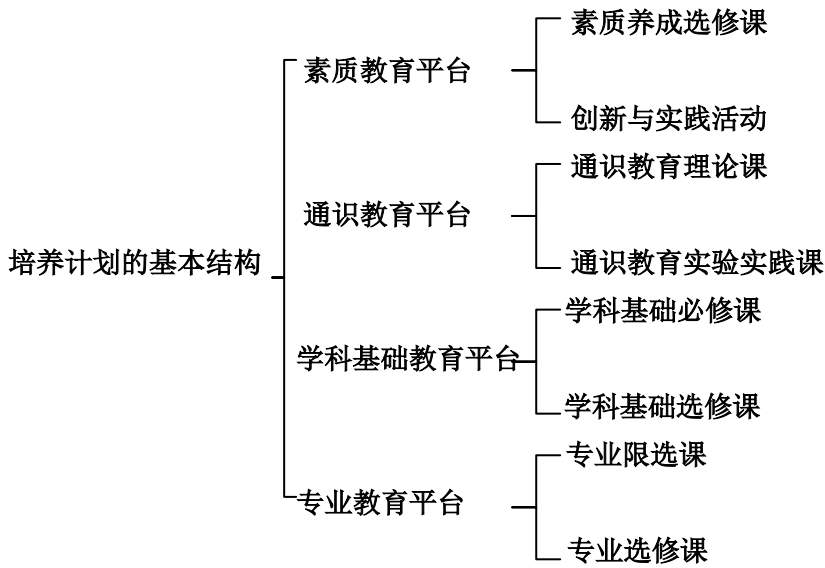 培养计划的基本结构
素质教育平台
素质养成选修课
创新与实践活动
通识教育平台
通识教育理论课
通识教育实验实践课
学科基础教育平台
学科基础必修课
学科基础选修课
专业教育平台
专业限选课
专业选修课